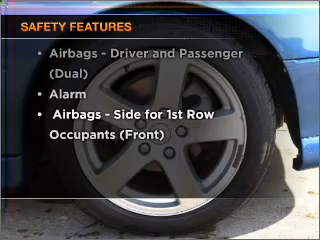 SAFETY FEATURES
• Airbags - Driver and Passenger
(Dual)
• Alarm
• Airbags - Side for 1st Row
Occupants (Front)